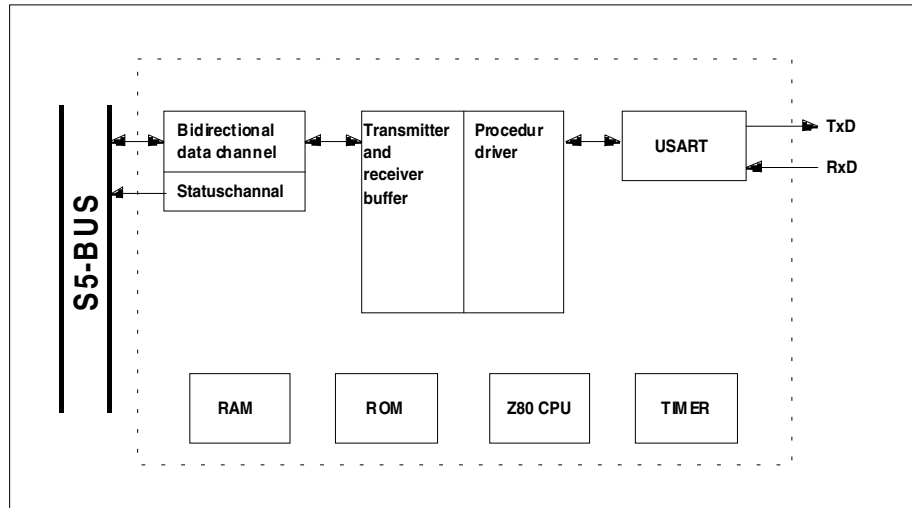 S5-BUS
Bidirectional
data channel
Statuschannal
Transmitter
and
receiver
buffer
Procedur
driver
USART
TxD
RxD
RAM
ROM
Z80 CPU
TIMER